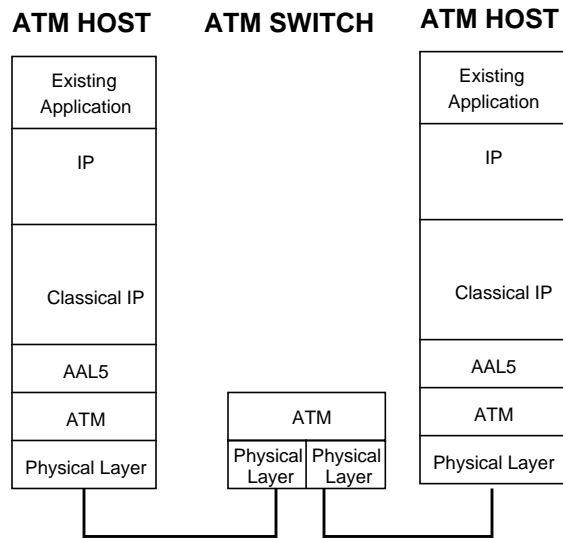 ATM HOST
ATM SWITCH
ATM HOST
Existing
Application
IP
Classical IP
AAL5
ATM
Physical Layer
ATM
Physical
Layer
Physical
Layer
Existing
Application
IP
Classical IP
AAL5
ATM
Physical Layer